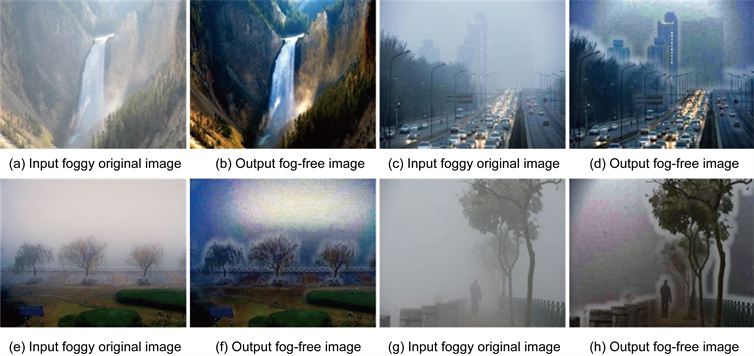 (a) Input foggy original image
(b) Output fog-free image
(c) Input foggy original image
(d) Output fog-free image
(e) Input foggy original image
(f) Output fog-free image
(g) Input foggy original image
(h) Output fog-free image